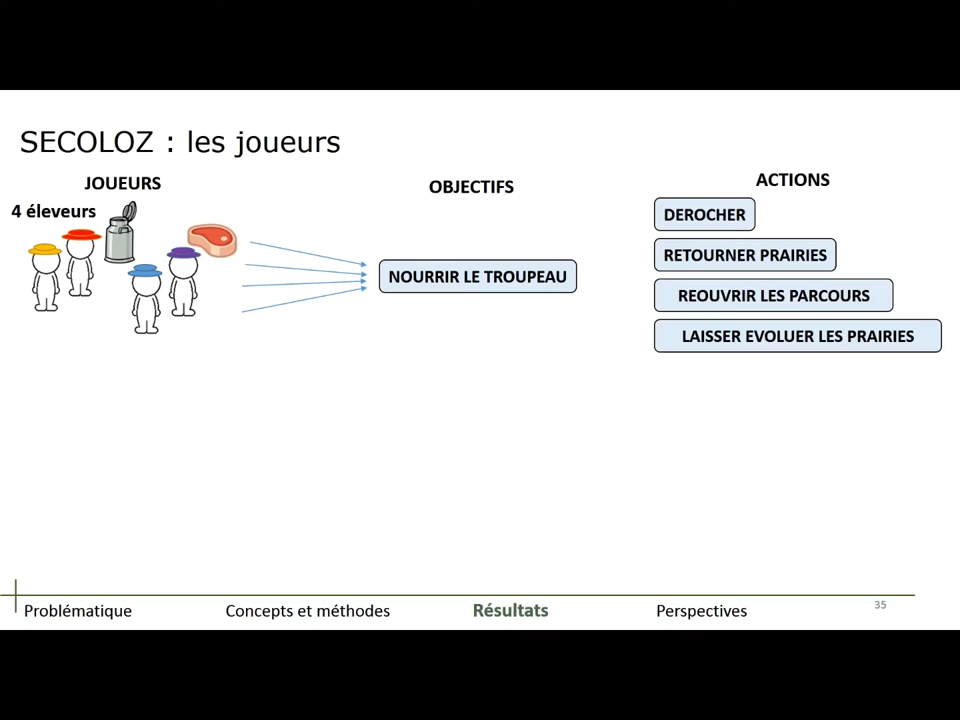 SECOLOZ : les joueurs
JOUEURS
OBJECTIFS
ACTIONS
4 éleveurs
NOURRIR LE TROUPEAU
DEROCHER
RETOURNER PRAIRIES
REOUVRIR LES PARCOURS
LAISSER EVOLUER LES PRAIRIES
Problématique
Concepts et méthodes
Résultats
Perspectives
35